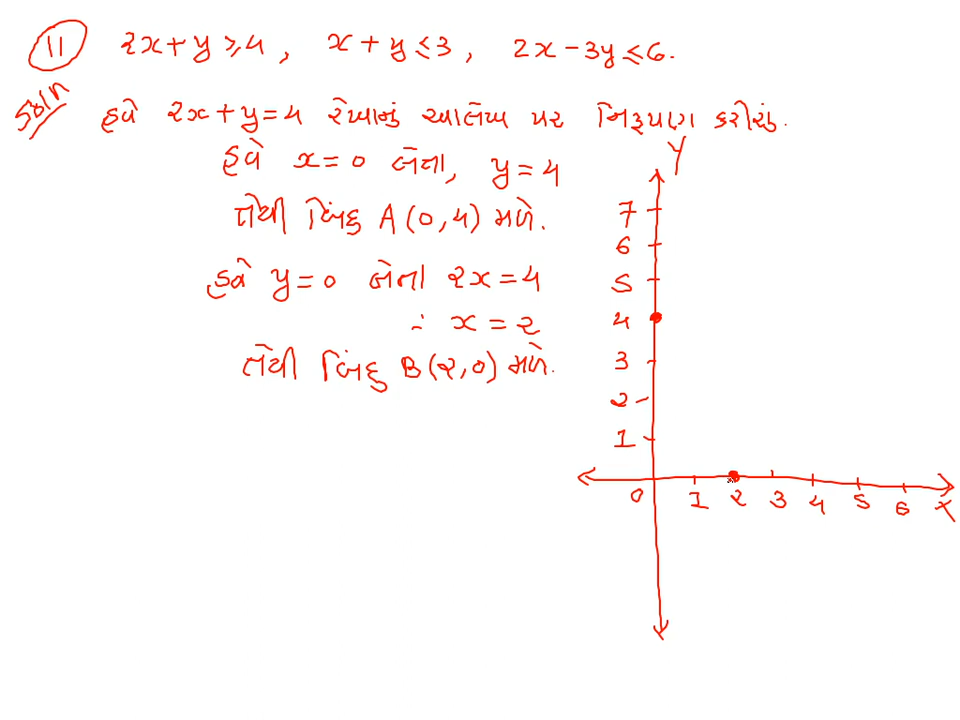 11 2x+y ⩾ 4, x+y ≤ 3, 2x-3y ≤ 6.
Soln
હવે 2x+y=4 રેખાનું આલેખ પર નિરૂપણ કરીશું.
હવે x=0 લેતા, y=4
તેથી બિંદુ A(0,4) મળે.
હવે y=0 લેતા 2x=4
∴ x=2
તેથી બિંદુ B(2,0) મળે.
Y
7
6
5
4
3
2
1
0 1 2 3 4 5 6 X